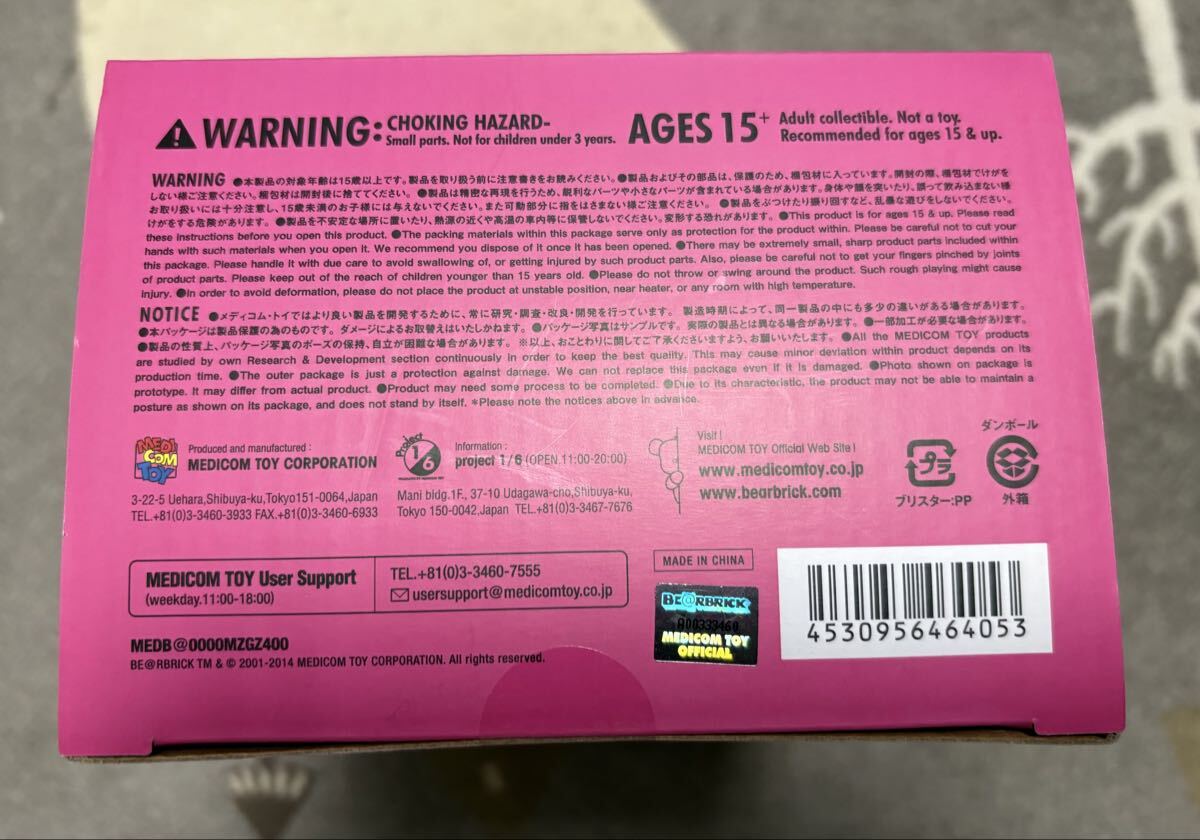 WARNING: CHOKING HAZARD-
Small parts. Not for children under 3 years.
AGES 15+
Adult collectible. Not a toy.
Recommended for ages 15 & up.
WARNING ●本製品の対象年齢は15歳以上です。製品を取り扱う前に注意書きをお読みください。●製品およびその部品は、保護のため、梱包材に入っています。開封の際、梱包材でけがを
しない様ご注意ください。梱包材は開封後に捨ててください。●製品は精密な再現を行うため、鋭利なパーツや小さなパーツが含まれている場合があります。身体や顔を突いたり、誤って飲み込まない様
お取り扱いには十分注意し、15歳未満のお子様には与えないでください。また可動部分に指をはさまない様ご注意ください。●製品をぶつけたり振り回すなど、乱暴な遊びをしないでください。
けがをする危険があります。●製品を不安定な場所に置いたり、熱源の近くや高温の車内等に保管しないでください。変形する恐れがあります。●This product is for ages 15 & up. Please read
these instructions before you open this product. ●The packing materials within this package serve only as protection for the product within. Please be careful not to cut your
hands with such materials when you open it. We recommend you dispose of it once it has been opened. ●There may be extremely small, sharp product parts included within
this package. Please handle it with due care to avoid swallowing of, or getting injured by such product parts. Also, please be careful not to get your fingers pinched by joints
of product parts. Please keep out of the reach of children younger than 15 years old. ●Please do not throw or swing around the product. Such rough playing might cause
injury. ●In order to avoid deformation, please do not place the product at unstable position, near heater, or any room with high temperature.
NOTICE ●メディコム・トイではより良い製品を開発するために、常に研究・調査・改良・開発を行っています。 製造時期によって、同一製品の中にも多少の違いがある場合があります。
●本パッケージは製品保護の為のものです。ダメージによるお取替えはいたしかねます。●パッケージ写真はサンプルです。実際の製品とは異なる場合があります。●一部加工が必要な場合があります。
●製品の性質上、パッケージ写真のポーズの保持、自立が困難な場合があります。※以上、おことわりに関してご了承くださいますよう、お願いいたします。●All the MEDICOM TOY products
are studied by own Research & Development section continuously in order to keep the best quality. This may cause minor deviation within product depends on its
production time. ●The outer package is just a protection against damage. We can not replace this package even if it is damaged. ●Photo shown on package is
prototype. It may differ from actual product. ●Product may need some process to be completed. ●Due to its characteristic, the product may not be able to maintain a
posture as shown on its package, and does not stand by itself. *Please note the notices above in advance.
MEDI
COM
TOY
Produced and manufactured :
MEDICOM TOY CORPORATION
3-22-5 Uehara,Shibuya-ku,Tokyo151-0064,Japan
TEL.+81(0)3-3460-3933 FAX.+81(0)3-3460-6933
Project
1/6
Information :
project 1/6 (OPEN.11:00-20:00)
Mani bldg.1F., 37-10 Udagawa-cho,Shibuya-ku,
Tokyo 150-0042,Japan TEL.+81(0)3-3467-7676
Visit !
MEDICOM TOY Official Web Site !
www.medicomtoy.co.jp
www.bearbrick.com
プラ
ブリスター:PP
ダンボール
外箱
MEDICOM TOY User Support
(weekday.11:00-18:00)
TEL.+81(0)3-3460-7555
usersupport@medicomtoy.co.jp
MADE IN CHINA
BE@RBRICK
A00333460
MEDICOM TOY
OFFICIAL
4530956464053
MEDB@0000MZGZ400
BE@RBRICK TM & © 2001-2014 MEDICOM TOY CORPORATION. All rights reserved.